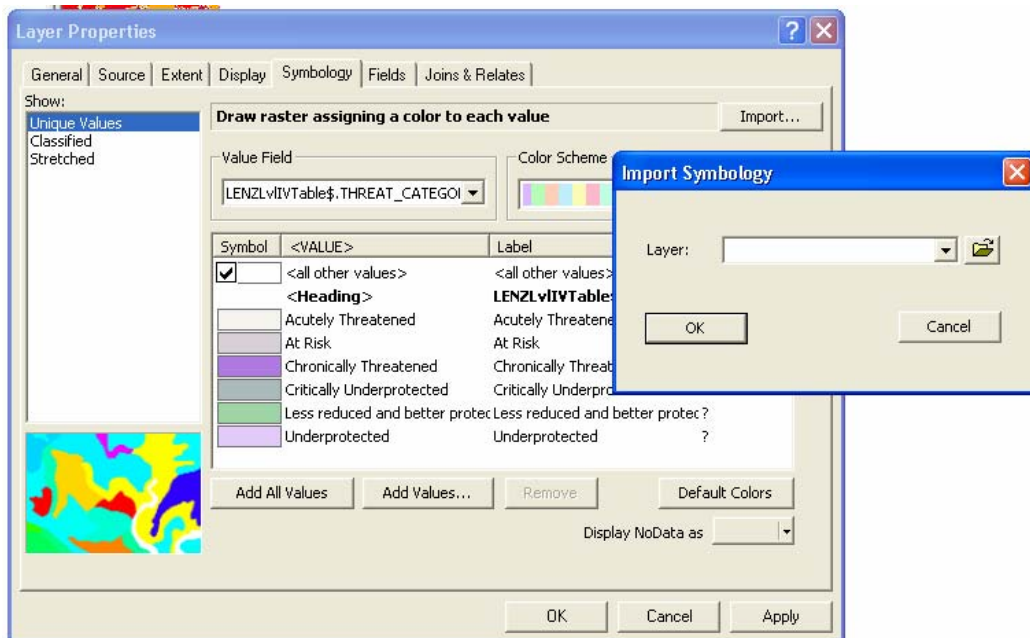 Layer Properties
General Source Extent Display Symbology Fields Joins & Relates
Show:
Unique Values
Classified
Stretched
Draw raster assigning a color to each value
Import...
Value Field
LENZLvlIVTable$.THREAT_CATEGOI
Color Scheme
Symbol <VALUE> Label
<all other values> <all other values>
<Heading> LENZLvlIVTable
Acutely Threatened Acutely Threatene
At Risk At Risk
Chronically Threatened Chronically Threat
Critically Underprotected Critically Underpro
Less reduced and better protec Less reduced and better protec ?
Underprotected Underprotected ?
Add All Values Add Values... Remove Default Colors
Display NoData as
OK Cancel Apply
Import Symbology
Layer:
OK Cancel